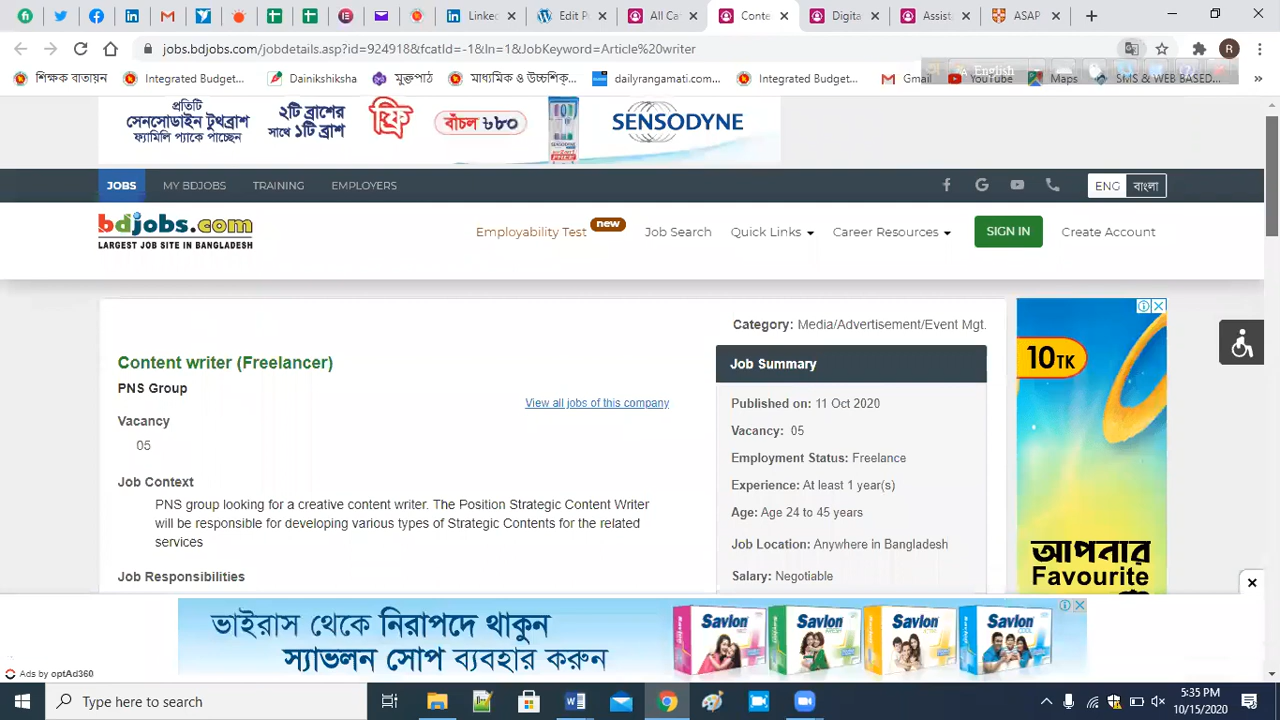 Linked
Edit P
All Ca
Conte
Digita
Assist
ASAP
jobs.bdjobs.com/jobdetails.asp?id=924918&fcatId=-1&ln=1&JobKeyword=Article%20writer
R
English
শিক্ষক বাতায়ন
Integrated Budget...
Dainikshiksha
মুক্তপাঠ
মাধ্যমিক ও উচ্চশিক্...
dailyrangamati.com...
Integrated Budget...
Gmail
YouTube
Maps
SMS & WEB BASED...
প্রতিটি
সেনসোডাইন টুথব্রাশ
ফ্যামিলি প্যাকে পাচ্ছেন
২টি ব্রাশের
সাথে ১টি ব্রাশ
ফ্রি
বাঁচল ৳৮০
SENSODYNE
JOBS MY BDJOBS TRAINING EMPLOYERS
ENG বাংলা
bdjobs.com
LARGEST JOB SITE IN BANGLADESH
Employability Test new Job Search Quick Links Career Resources SIGN IN Create Account
Category: Media/Advertisement/Event Mgt.
Content writer (Freelancer)
PNS Group
View all jobs of this company
Vacancy
05
Job Context
PNS group looking for a creative content writer. The Position Strategic Content Writer
will be responsible for developing various types of Strategic Contents for the related
services
Job Responsibilities
Job Summary
Published on: 11 Oct 2020
Vacancy: 05
Employment Status: Freelance
Experience: At least 1 year(s)
Age: Age 24 to 45 years
Job Location: Anywhere in Bangladesh
Salary: Negotiable
10TK
আপনার
Favourite
ভাইরাস থেকে নিরাপদে থাকুন
স্যাভলন সোপ ব্যবহার করুন
Savlon
Savlon
Savlon
Savlon
Ads by optAd360
Type here to search
5:35 PM
10/15/2020